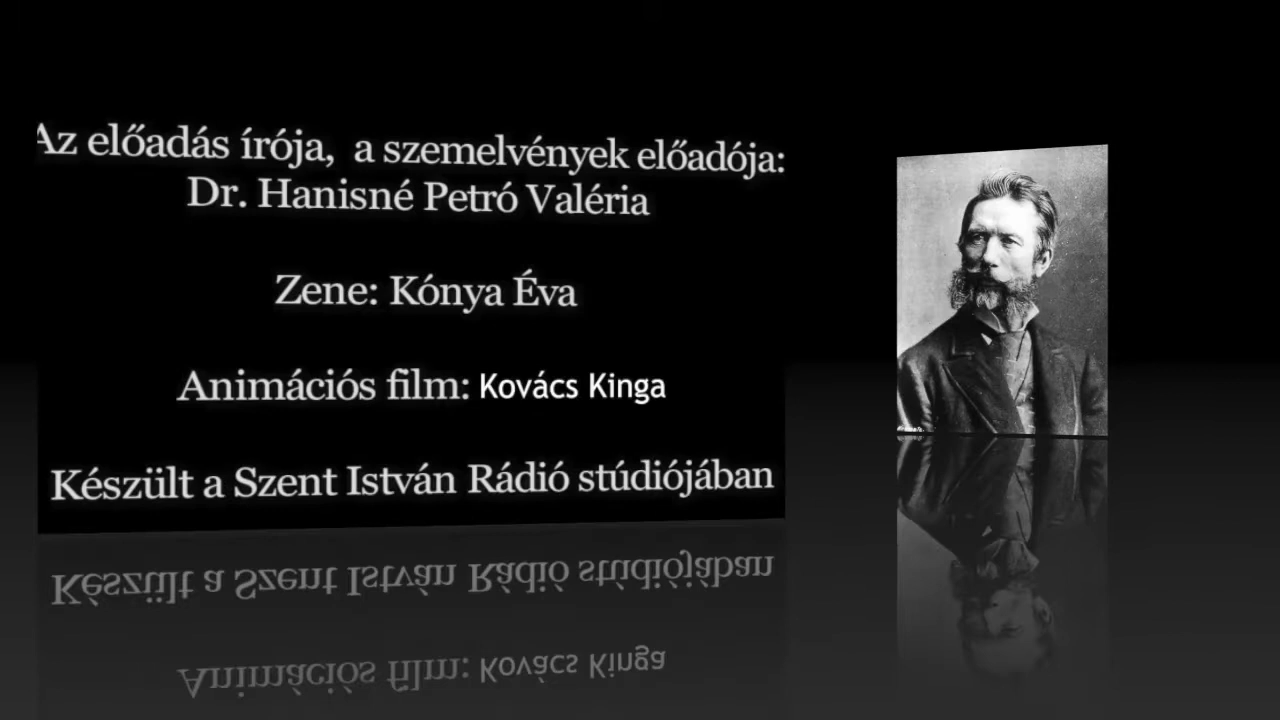 Az előadás írója, a szemelvények előadója:
Dr. Hanisné Petró Valéria
Zene: Kónya Éva
Animációs film: Kovács Kinga
Készült a Szent István Rádió stúdiójában